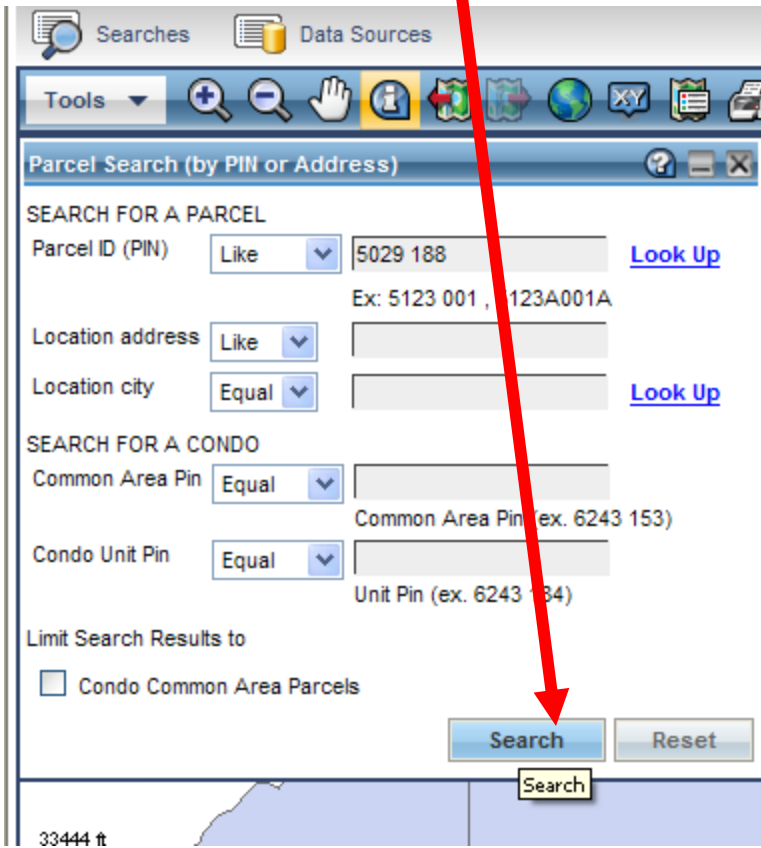 Searches Data Sources
Tools XY
Parcel Search (by PIN or Address)
SEARCH FOR A PARCEL
Parcel ID (PIN) Like 5029 188 Look Up
Ex: 5123 001 , 123A001A
Location address Like
Location city Equal Look Up
SEARCH FOR A CONDO
Common Area Pin Equal
Common Area Pin (ex. 6243 153)
Condo Unit Pin Equal
Unit Pin (ex. 6243 34)
Limit Search Results to
Condo Common Area Parcels
Search Reset
Search
33444 ft